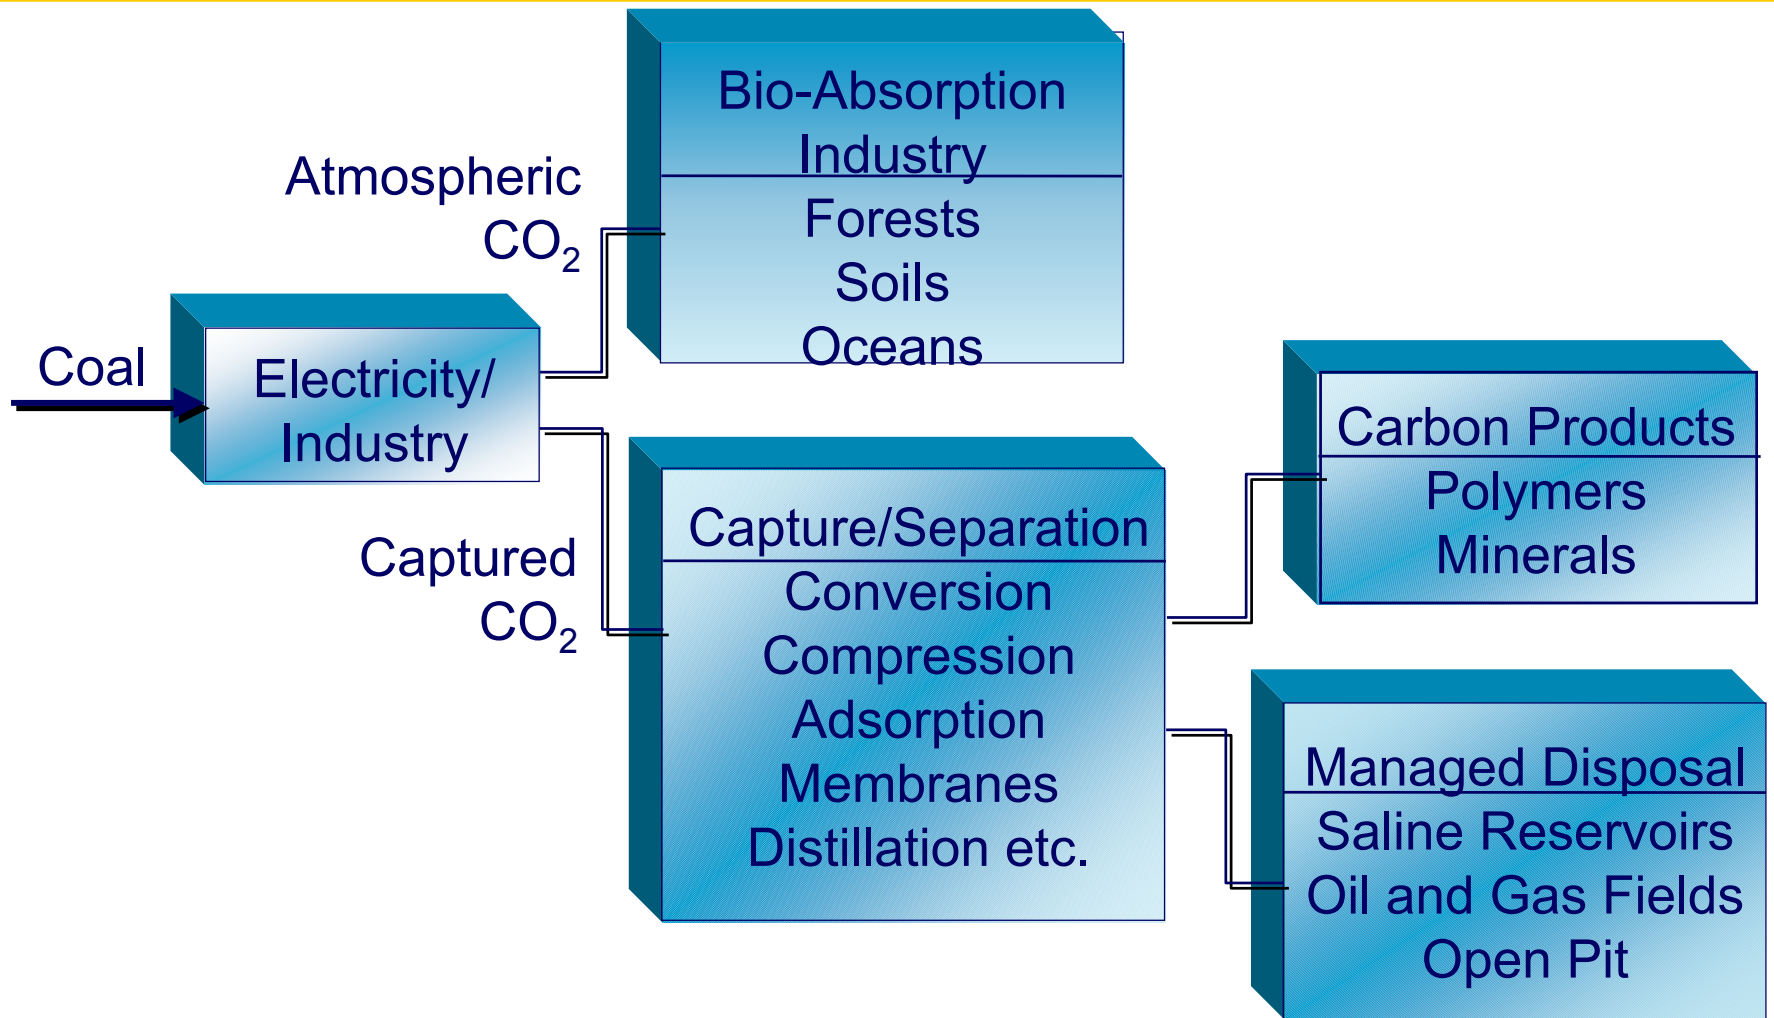 Bio-Absorption
Industry
Forests
Soils
Oceans
Atmospheric
CO₂
Coal
Electricity/
Industry
Captured
CO₂
Capture/Separation
Conversion
Compression
Adsorption
Membranes
Distillation etc.
Carbon Products
Polymers
Minerals
Managed Disposal
Saline Reservoirs
Oil and Gas Fields
Open Pit